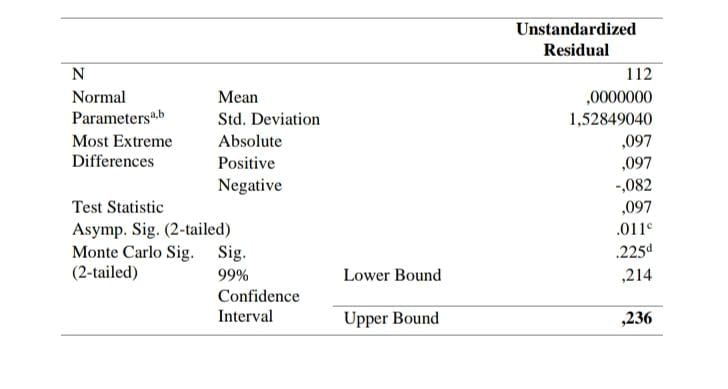 Unstandardized
Residual
N 112
Normal Mean ,0000000
Parametersᵃ,ᵇ Std. Deviation 1,52849040
Most Extreme Absolute ,097
Differences Positive ,097
Negative -,082
Test Statistic ,097
Asymp. Sig. (2-tailed) .011ᶜ
Monte Carlo Sig. Sig. .225ᵈ
(2-tailed) 99% Lower Bound ,214
Confidence
Interval Upper Bound ,236